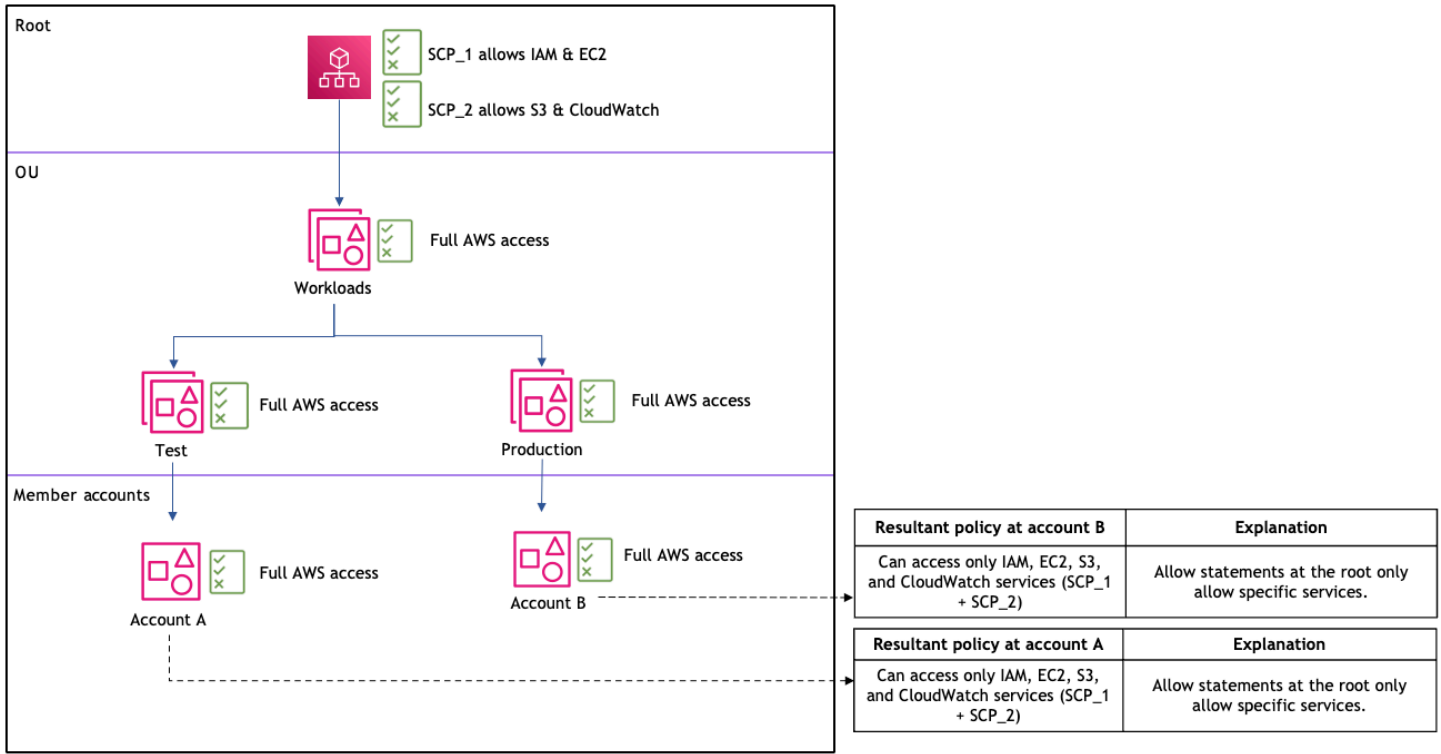 Root
SCP_1 allows IAM & EC2
SCP_2 allows S3 & CloudWatch
OU
Full AWS access
Workloads
Full AWS access
Full AWS access
Test
Production
Member accounts
Full AWS access
Full AWS access
Account A
Account B
Resultant policy at account B
Explanation
Can access only IAM, EC2, S3,
and CloudWatch services (SCP_1
+ SCP_2)
Allow statements at the root only
allow specific services.
Resultant policy at account A
Explanation
Can access only IAM, EC2, S3,
and CloudWatch services (SCP_1
+ SCP_2)
Allow statements at the root only
allow specific services.